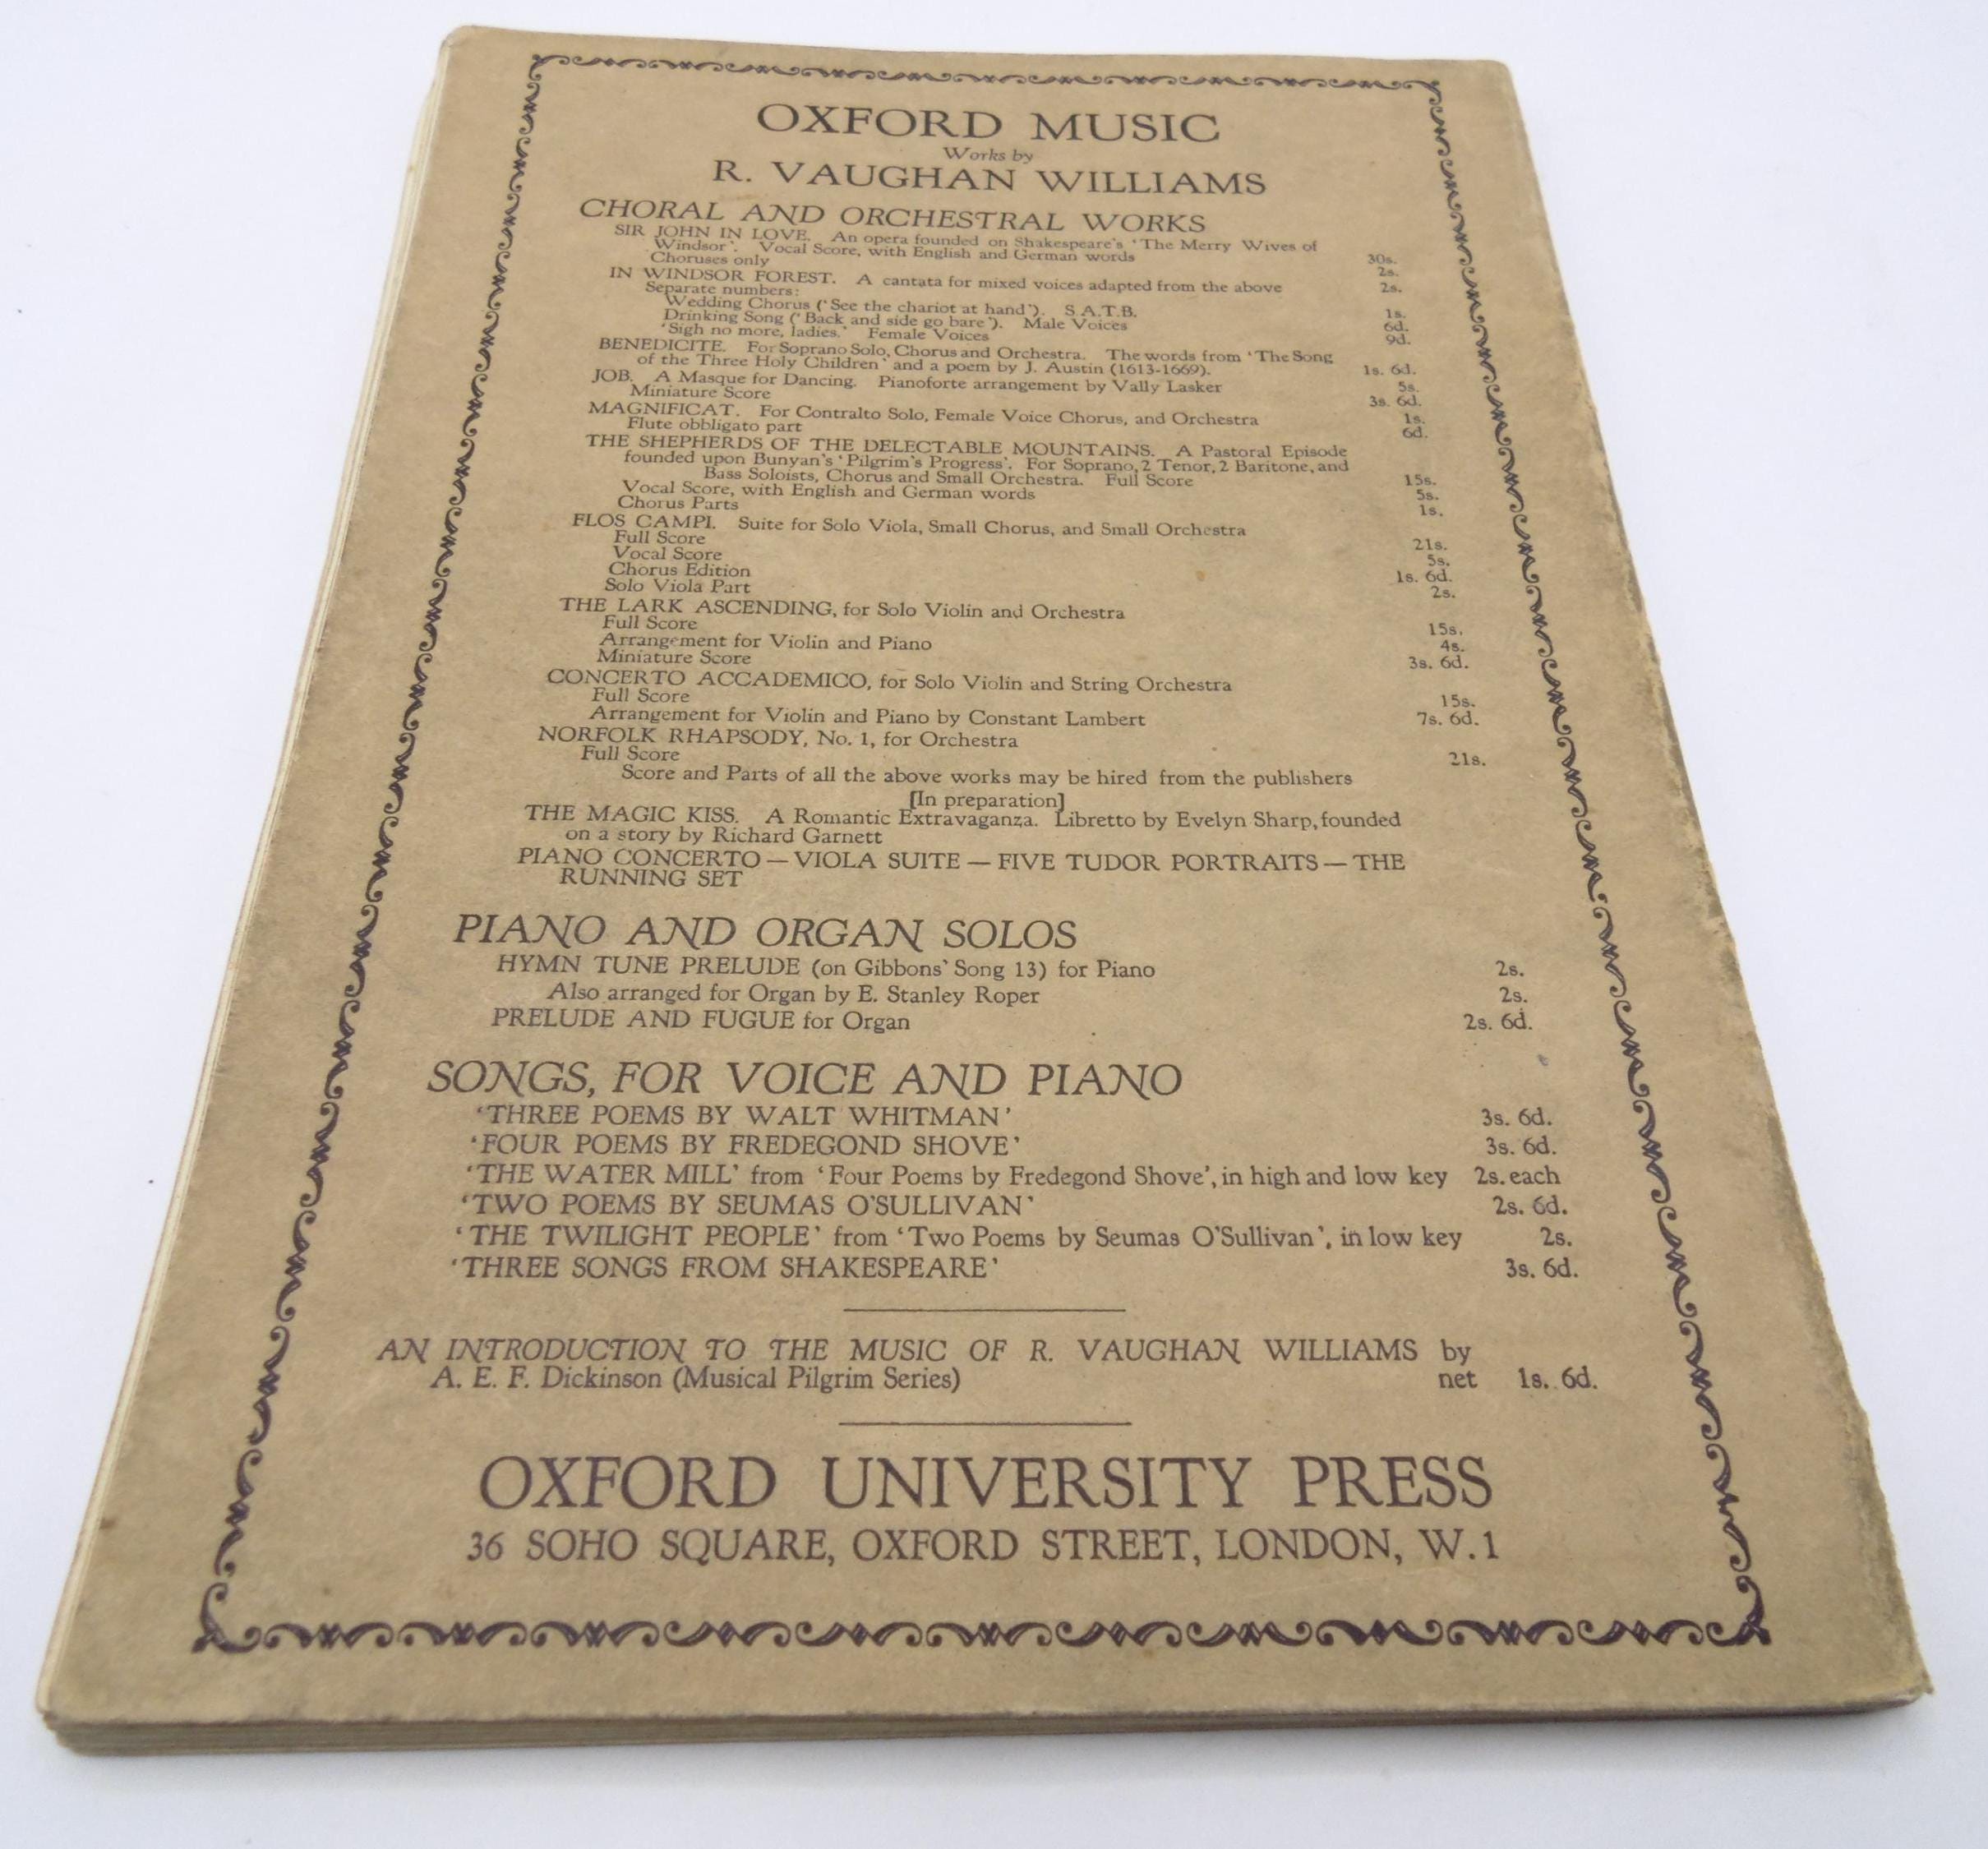 OXFORD MUSIC
Works by
R. VAUGHAN WILLIAMS
CHORAL AND ORCHESTRAL WORKS
SIR JOHN IN LOVE. An opera founded on Shakespeare's 'The Merry Wives of
Windsor'. Vocal Score, with English and German words 30s.
Choruses only 2s.
IN WINDSOR FOREST. A cantata for mixed voices adapted from the above 2s.
Separate numbers:
Wedding Chorus ('See the chariot at hand'). S.A.T.B. 1s.
Drinking Song ('Back and side go bare'). Male Voices 6d.
'Sigh no more, ladies.' Female Voices 9d.
BENEDICITE. For Soprano Solo, Chorus and Orchestra. The words from 'The Song
of the Three Holy Children' and a poem by J. Austin (1613-1669). 1s. 6d.
JOB. A Masque for Dancing. Pianoforte arrangement by Vally Lasker 5s.
Miniature Score 3s. 6d.
MAGNIFICAT. For Contralto Solo, Female Voice Chorus, and Orchestra 1s.
Flute obbligato part 6d.
THE SHEPHERDS OF THE DELECTABLE MOUNTAINS. A Pastoral Episode
founded upon Bunyan's 'Pilgrim's Progress'. For Soprano, 2 Tenor, 2 Baritone, and
Bass Soloists, Chorus and Small Orchestra. Full Score 15s.
Vocal Score, with English and German words 5s.
Chorus Parts 1s.
FLOS CAMPI. Suite for Solo Viola, Small Chorus, and Small Orchestra
Full Score 21s.
Vocal Score 5s.
Chorus Edition 1s. 6d.
Solo Viola Part 2s.
THE LARK ASCENDING, for Solo Violin and Orchestra
Full Score 15s.
Arrangement for Violin and Piano 4s.
Miniature Score 3s. 6d.
CONCERTO ACCADEMICO, for Solo Violin and String Orchestra
Full Score 15s.
Arrangement for Violin and Piano by Constant Lambert 7s. 6d.
NORFOLK RHAPSODY, No. 1, for Orchestra
Full Score 21s.
Score and Parts of all the above works may be hired from the publishers
[In preparation]
THE MAGIC KISS. A Romantic Extravaganza. Libretto by Evelyn Sharp, founded
on a story by Richard Garnett
PIANO CONCERTO — VIOLA SUITE — FIVE TUDOR PORTRAITS — THE
RUNNING SET
PIANO AND ORGAN SOLOS
HYMN TUNE PRELUDE (on Gibbons' Song 13) for Piano 2s.
Also arranged for Organ by E. Stanley Roper 2s.
PRELUDE AND FUGUE for Organ 2s. 6d.
SONGS, FOR VOICE AND PIANO
'THREE POEMS BY WALT WHITMAN' 3s. 6d.
'FOUR POEMS BY FREDEGOND SHOVE' 3s. 6d.
'THE WATER MILL' from 'Four Poems by Fredegond Shove', in high and low key 2s. each
'TWO POEMS BY SEUMAS O'SULLIVAN' 2s. 6d.
'THE TWILIGHT PEOPLE' from 'Two Poems by Seumas O'Sullivan', in low key 2s.
'THREE SONGS FROM SHAKESPEARE' 3s. 6d.
AN INTRODUCTION TO THE MUSIC OF R. VAUGHAN WILLIAMS by
A. E. F. Dickinson (Musical Pilgrim Series) net 1s. 6d.
OXFORD UNIVERSITY PRESS
36 SOHO SQUARE, OXFORD STREET, LONDON, W.1